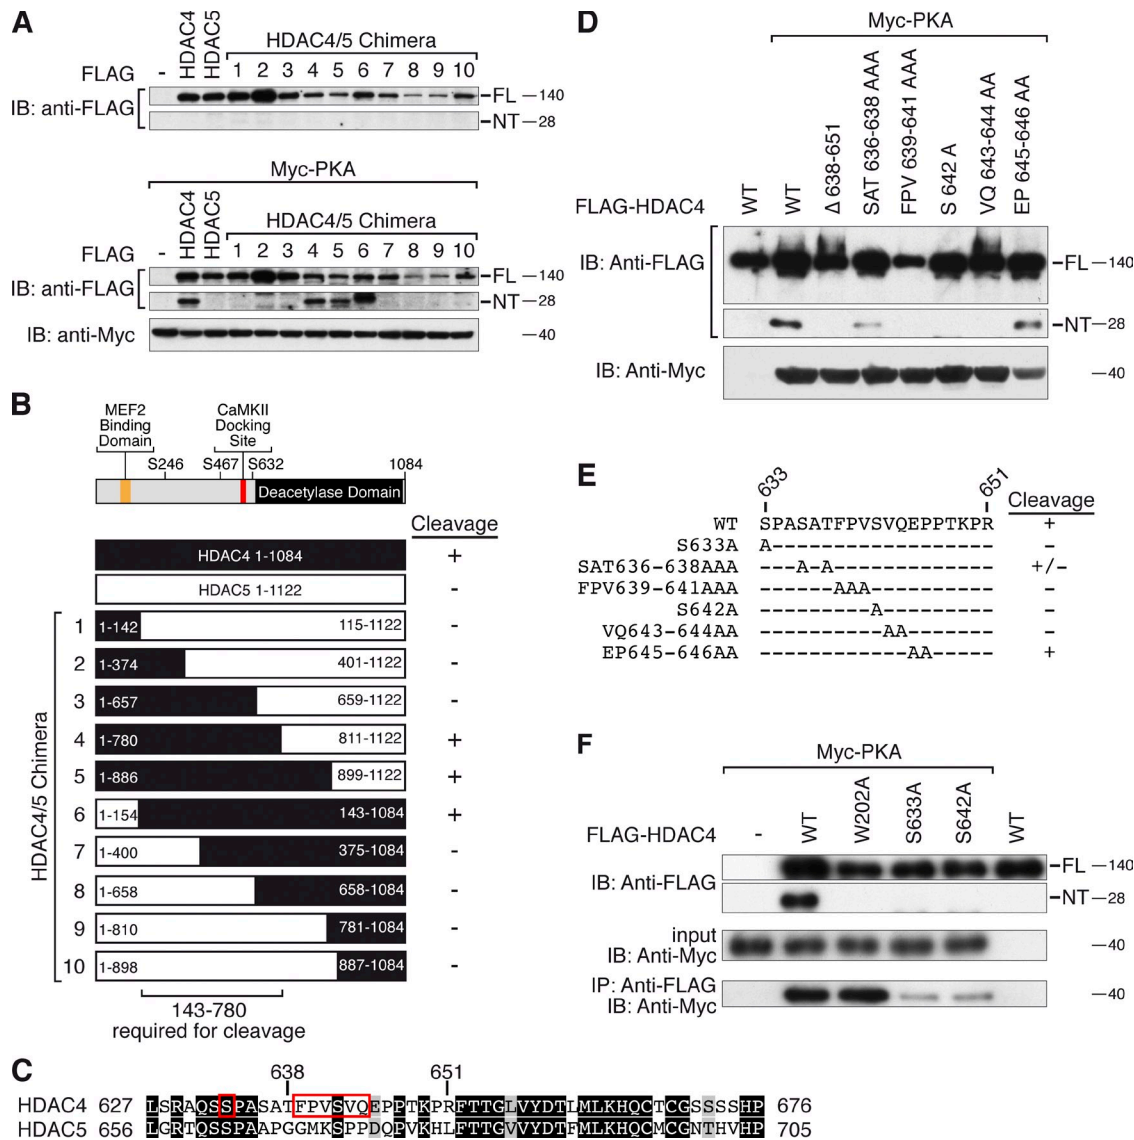 A
FLAG - HDAC4 HDAC5 HDAC4/5 Chimera
1 2 3 4 5 6 7 8 9 10
IB: anti-FLAG
FL 140
NT 28
Myc-PKA
HDAC4/5 Chimera
FLAG - HDAC4 HDAC5 1 2 3 4 5 6 7 8 9 10
IB: anti-FLAG
FL 140
NT 28
IB: anti-Myc 40
B
MEF2 Binding Domain
CaMKII Docking Site
S246 S467 S632 1084
Deacetylase Domain
Cleavage
HDAC4 1-1084 +
HDAC5 1-1122 -
HDAC4/5 Chimera
1 1-142 115-1122 -
2 1-374 401-1122 -
3 1-657 659-1122 -
4 1-780 811-1122 +
5 1-886 899-1122 +
6 1-154 143-1084 +
7 1-400 375-1084 -
8 1-658 658-1084 -
9 1-810 781-1084 -
10 1-898 887-1084 -
143-780
required for cleavage
C
638 651
HDAC4 627 LSRAQSSPASATFPVSVQEPPTKPRFTTGLVYDTLMLKHQCTCGSSSSHP 676
HDAC5 656 LGRTQSSPAAPGGMKSPPDQPVKHLFTTGVVYDTFMLKHQCMCGNTHVHP 705
D
Myc-PKA
FLAG-HDAC4
WT
WT
Δ 638-651
SAT 636-638 AAA
FPV 639-641 AAA
S 642 A
VQ 643-644 AA
EP 645-646 AA
IB: Anti-FLAG
FL 140
NT 28
IB: Anti-Myc 40
E
633 651
Cleavage
WT SPASATFPVSVQEPPTKPR +
S633A A------------------ -
SAT636-638AAA ---A-A------------- +/-
FPV639-641AAA ------AAA---------- -
S642A ---------A--------- -
VQ643-644AA ----------AA------- -
EP645-646AA ------------AA----- +
F
Myc-PKA
FLAG-HDAC4 - WT W202A S633A S642A WT
IB: Anti-FLAG
FL 140
NT 28
input
IB: Anti-Myc
40
IP: Anti-FLAG
IB: Anti-Myc
40